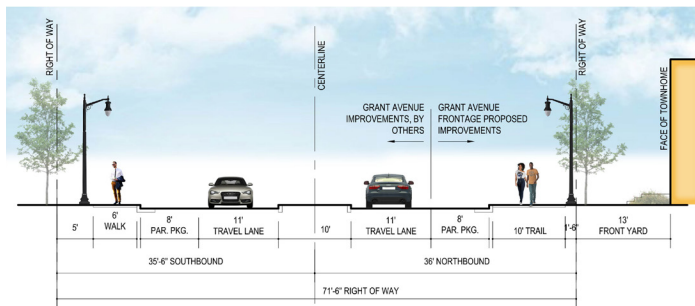 RIGHT OF WAY
CENTERLINE
RIGHT OF WAY
FACE OF TOWNHOME
GRANT AVENUE
IMPROVEMENTS, BY
OTHERS
GRANT AVENUE
FRONTAGE PROPOSED
IMPROVEMENTS
5'
6'
WALK
8'
PAR. PKG.
11'
TRAVEL LANE
10'
11'
TRAVEL LANE
8'
PAR. PKG.
10' TRAIL
1'-6"
13'
FRONT YARD
35'-6" SOUTHBOUND
36' NORTHBOUND
71'-6" RIGHT OF WAY